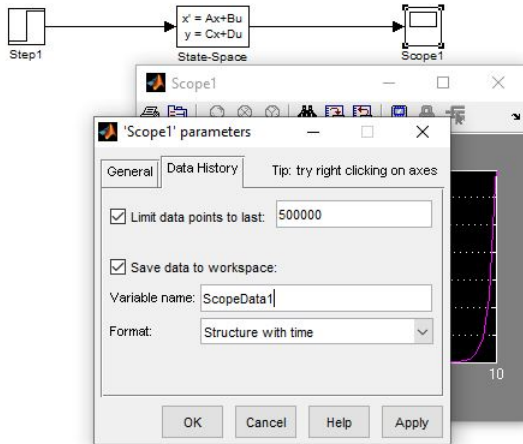 x' = Ax+Bu
y = Cx+Du
Step1
State-Space
Scope1
Scope1
'Scope1' parameters
General
Data History
Tip: try right clicking on axes
Limit data points to last:
500000
Save data to workspace:
Variable name:
ScopeData1
Format:
Structure with time
10
OK
Cancel
Help
Apply